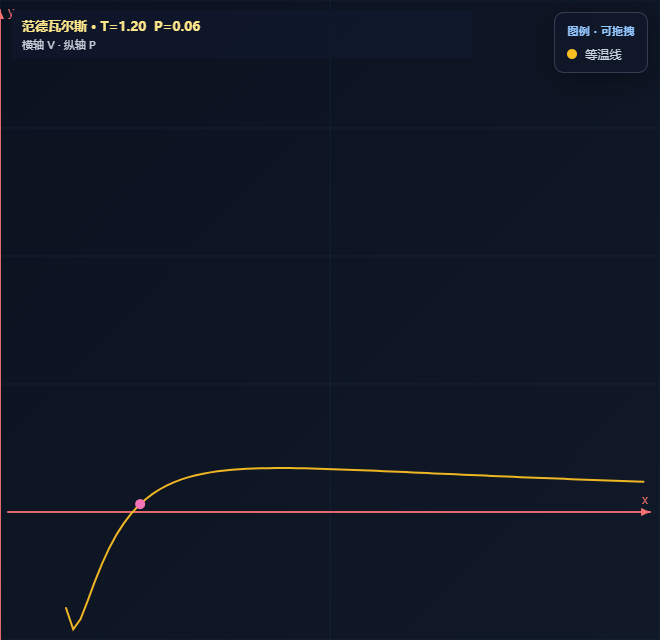 y
范德瓦尔斯 • T=1.20 P=0.06
横轴 V · 纵轴 P
图例 · 可拖拽
等温线
x